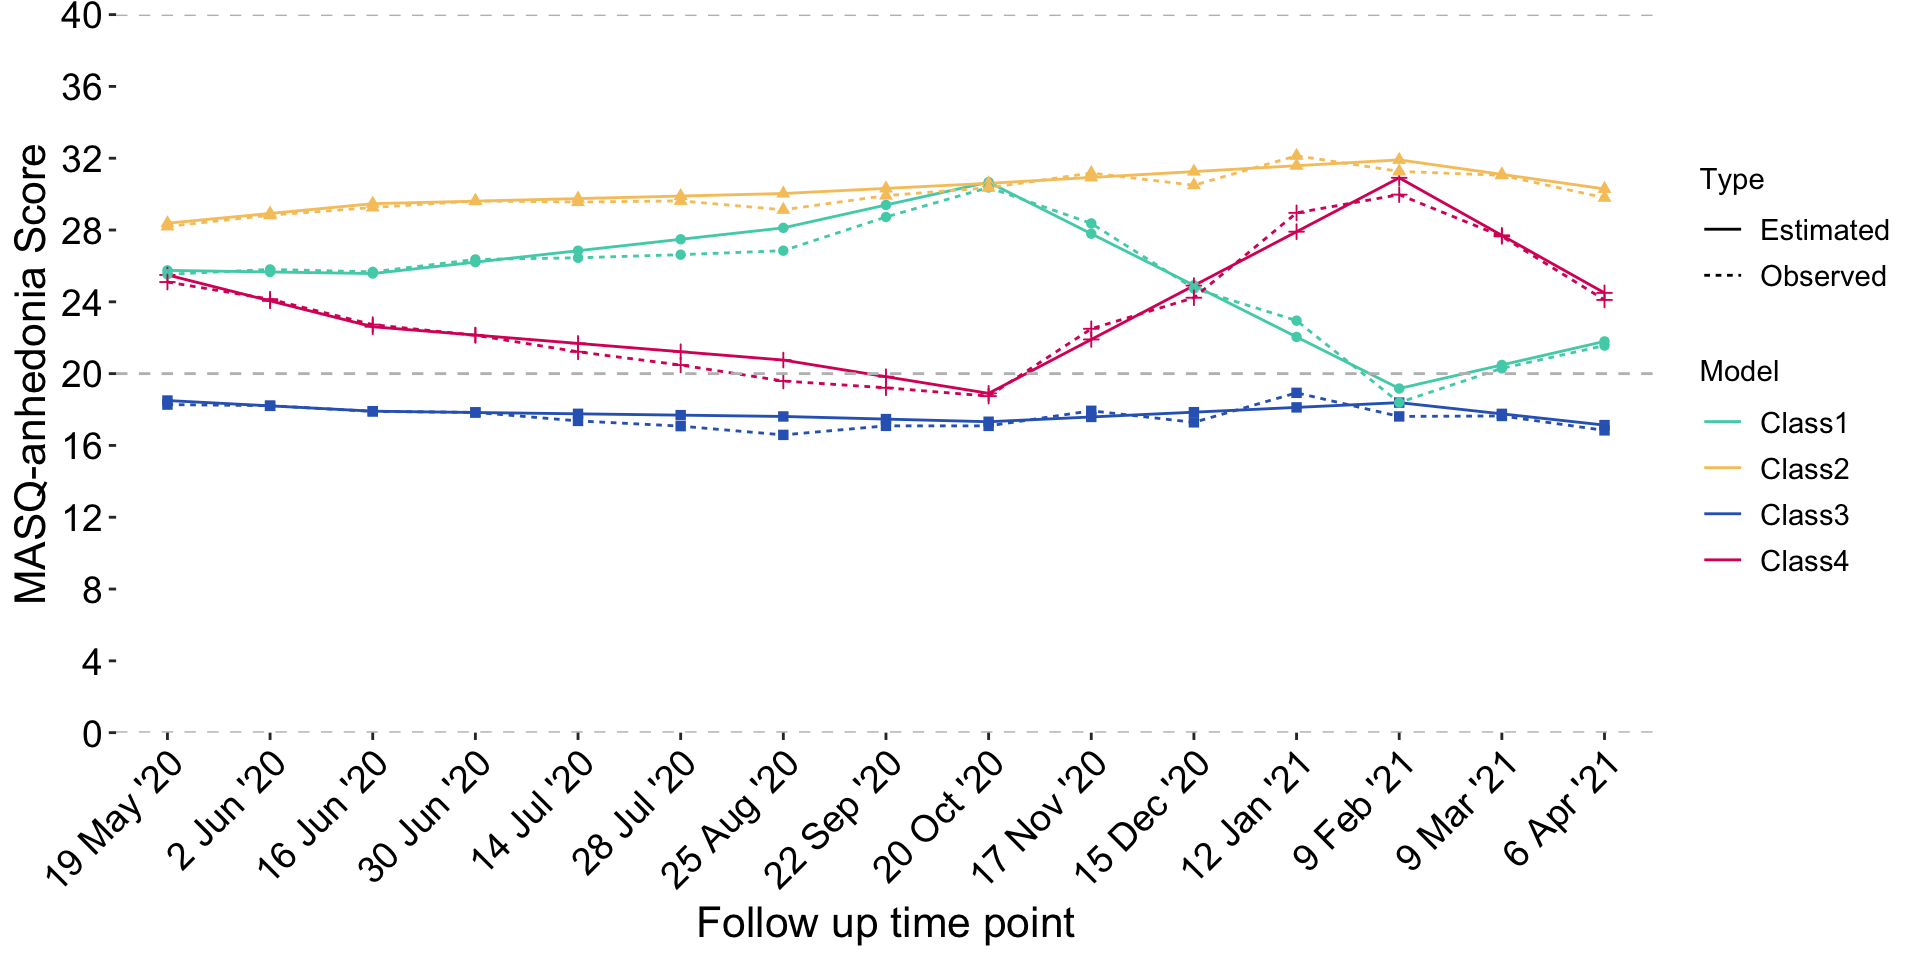 MASQ-anhedonia Score
40
36
32
28
24
20
16
12
8
4
0
19 May '20
2 Jun '20
16 Jun '20
30 Jun '20
14 Jul '20
28 Jul '20
25 Aug '20
22 Sep '20
20 Oct '20
17 Nov '20
15 Dec '20
12 Jan '21
9 Feb '21
9 Mar '21
6 Apr '21
Follow up time point
Type
Estimated
Observed
Model
Class1
Class2
Class3
Class4